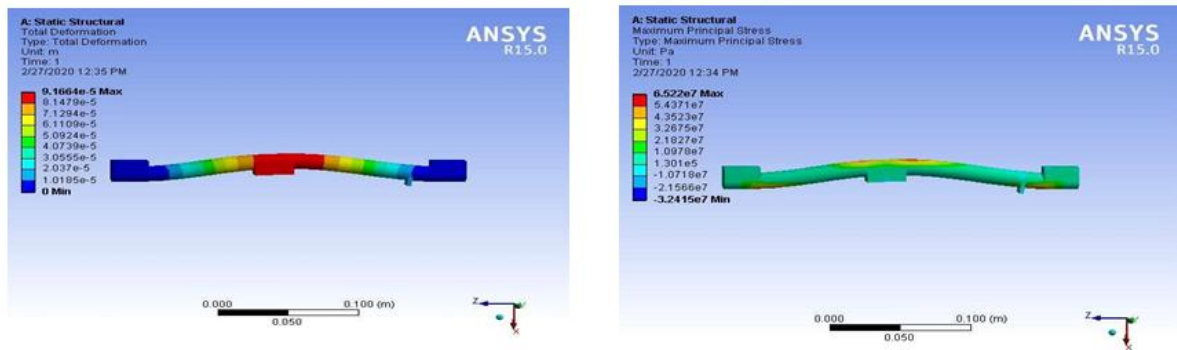 A: Static Structural
Total Deformation
Type: Total Deformation
Unit: m
Time: 1
2/27/2020 12:35 PM
ANSYS
R15.0
9.1664e-5 Max
8.1479e-5
7.1294e-5
6.1109e-5
5.0924e-5
4.0739e-5
3.0555e-5
2.037e-5
1.0185e-5
0 Min
0.000
0.100 (m)
0.050
Z
Y
X
A: Static Structural
Maximum Principal Stress
Type: Maximum Principal Stress
Unit: Pa
Time: 1
2/27/2020 12:34 PM
ANSYS
R15.0
6.522e7 Max
5.4371e7
4.3523e7
3.2675e7
2.1827e7
1.0978e7
1.301e5
-1.0718e7
-2.1566e7
-3.2415e7 Min
0.000
0.100 (m)
0.050
Z
Y
X